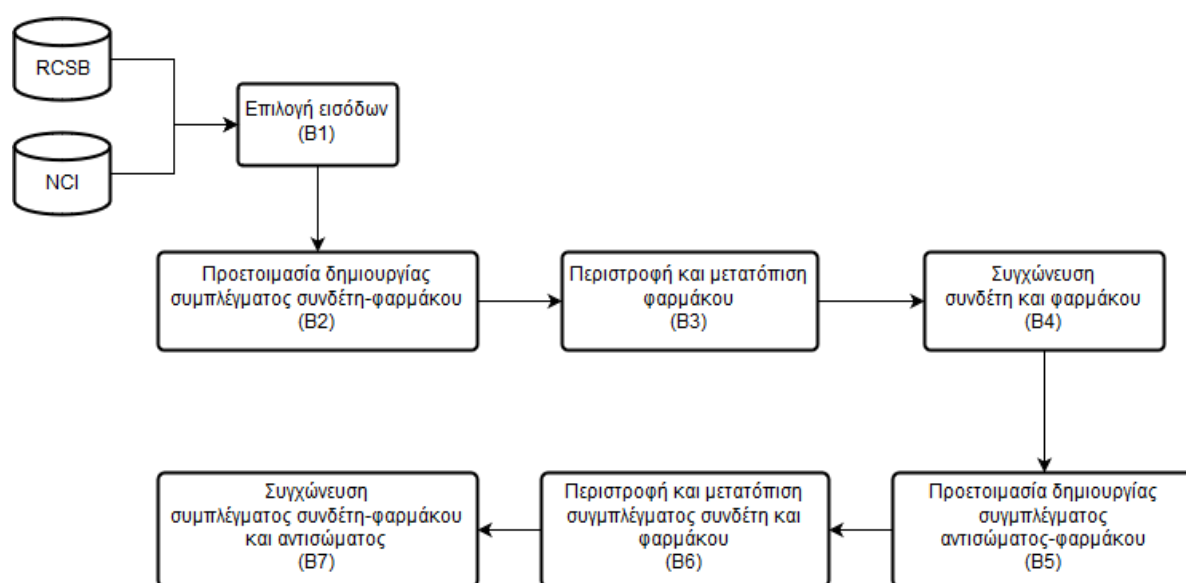 RCSB
NCI
Επιλογή εισόδων
(B1)
Προετοιμασία δημιουργίας
συμπλέγματος συνδέτη-φαρμάκου
(B2)
Περιστροφή και μετατόπιση
φαρμάκου
(B3)
Συγχώνευση
συνδέτη και φαρμάκου
(B4)
Συγχώνευση
συμπλέγματος συνδέτη-φαρμάκου
και αντισώματος
(B7)
Περιστροφή και μετατόπιση
συγμπλέγματος συνδέτη και
φαρμάκου
(B6)
Προετοιμασία δημιουργίας
συγμπλέγματος
αντισώματος-φαρμάκου
(B5)